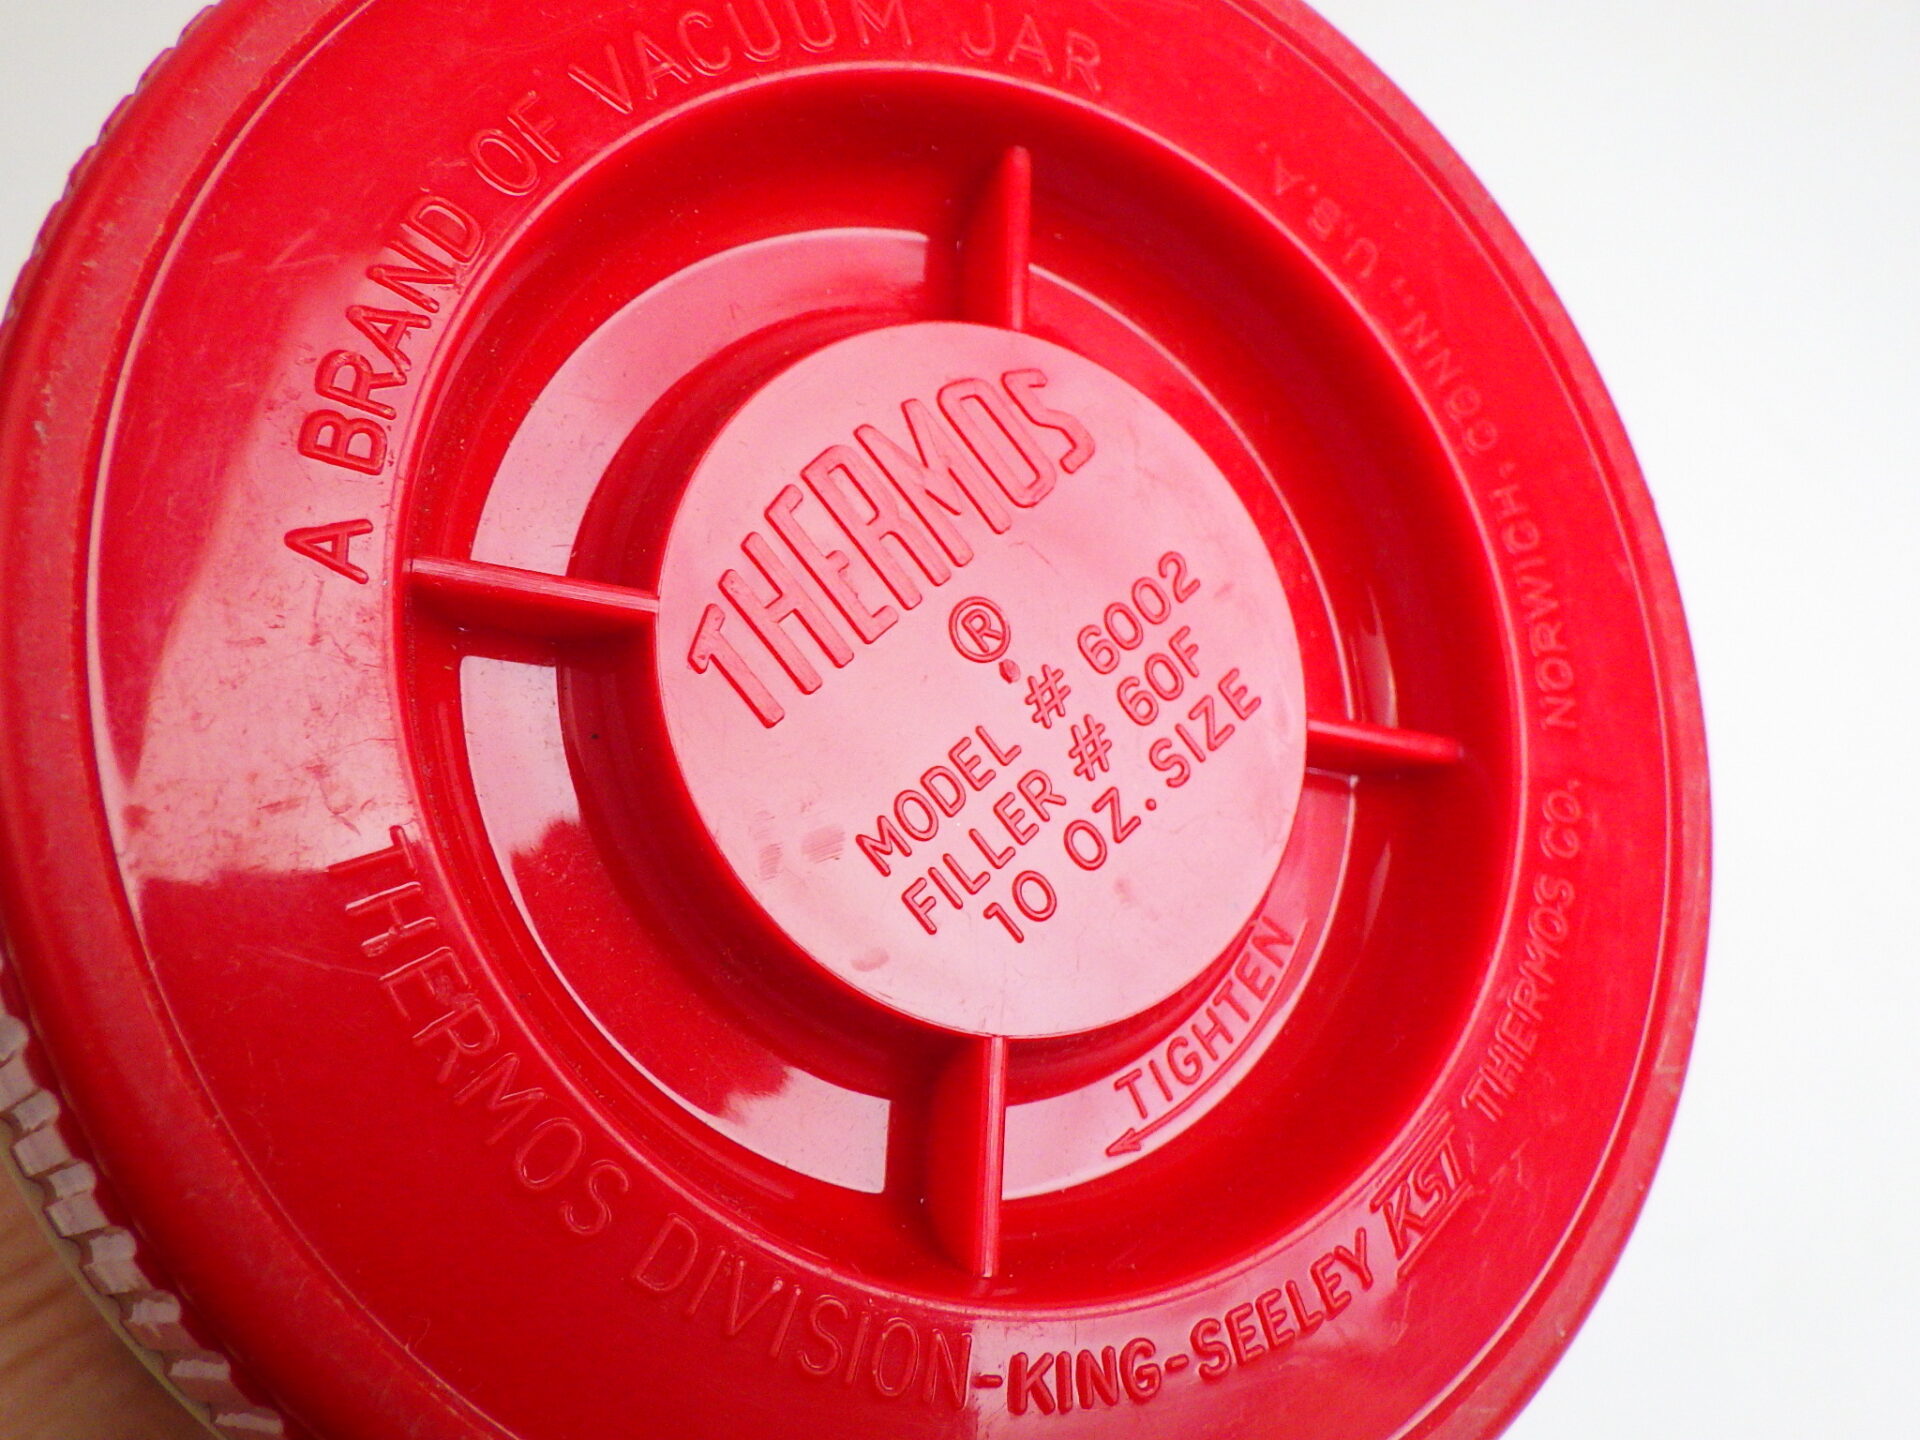 THERMOS
®
MODEL # 6002
FILLER # 60F
10 OZ. SIZE
TIGHTEN
A BRAND OF VACUUM JAR
THERMOS DIVISION-KING-SEELEY KST THERMOS CO. NORWICH, CONN., U.S.A.